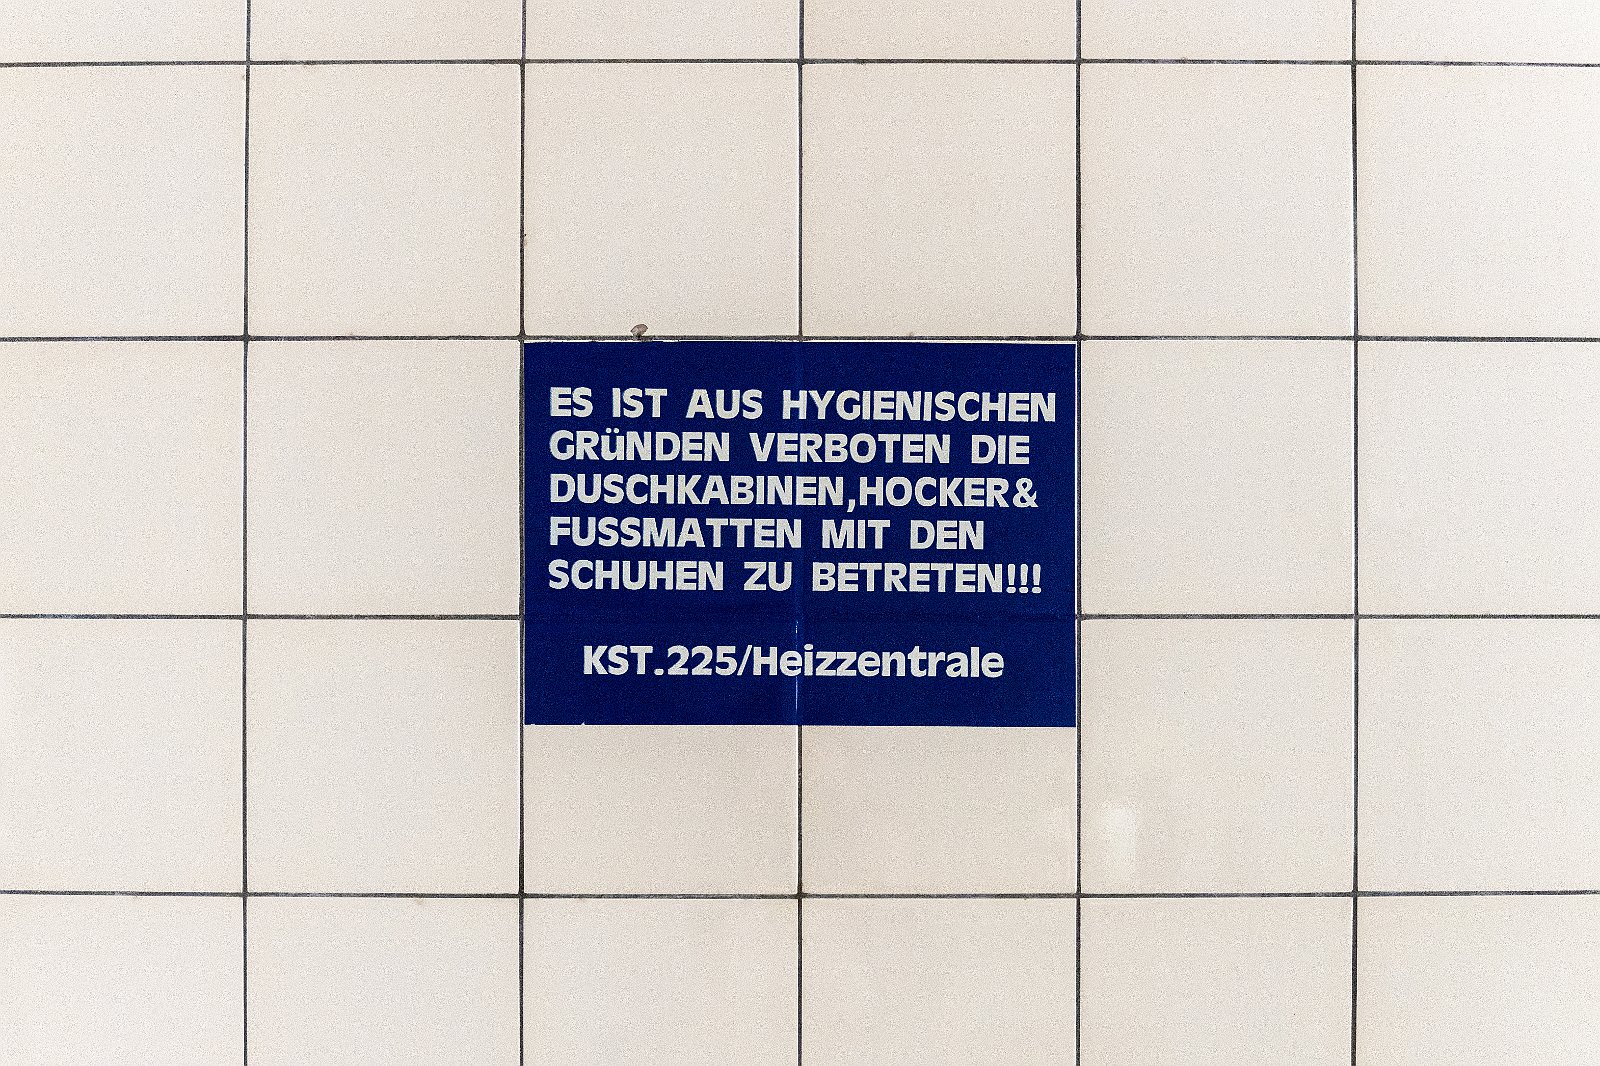 ES IST AUS HYGIENISCHEN
GRüNDEN VERBOTEN DIE
DUSCHKABINEN,HOCKER&
FUSSMATTEN MIT DEN
SCHUHEN ZU BETRETEN!!!
KST.225/Heizzentrale